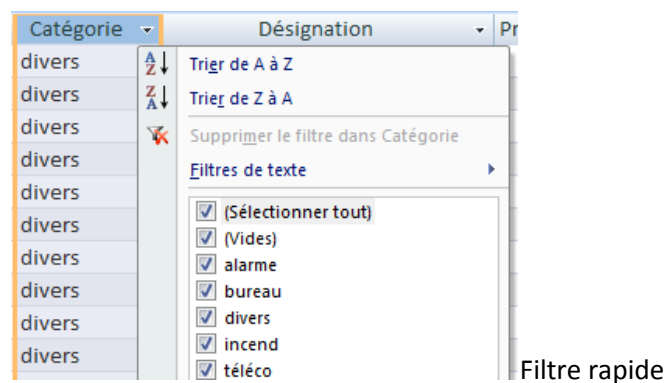 Catégorie Désignation Pr
divers Trier de A à Z
divers Trier de Z à A
divers Supprimer le filtre dans Catégorie
divers Filtres de texte
divers (Sélectionner tout)
divers (Vides)
divers alarme
divers bureau
divers divers
divers incend
téléco Filtre rapide